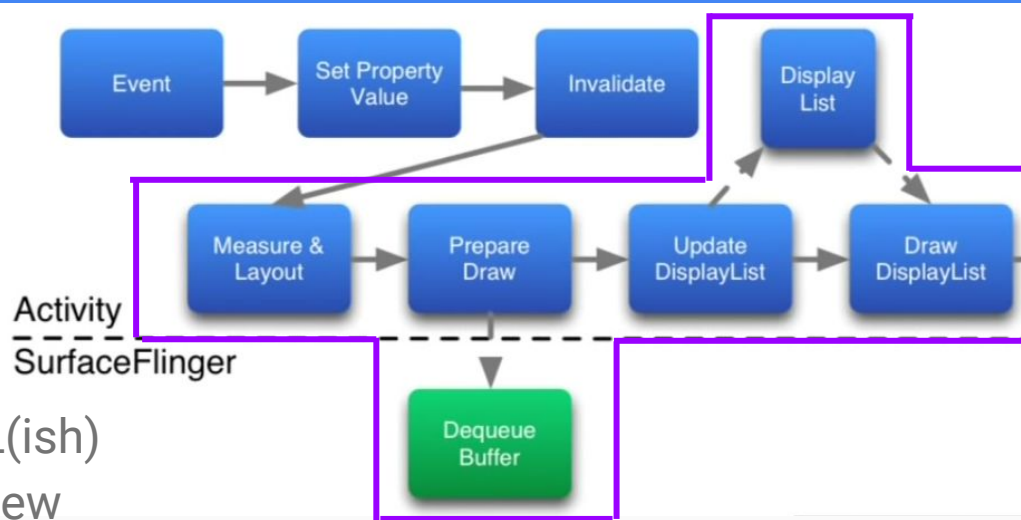 Event
Set Property
Value
Invalidate
Display
List
Measure &
Layout
Prepare
Draw
Update
DisplayList
Draw
DisplayList
Activity
SurfaceFlinger
Dequeue
Buffer
(ish)
ew